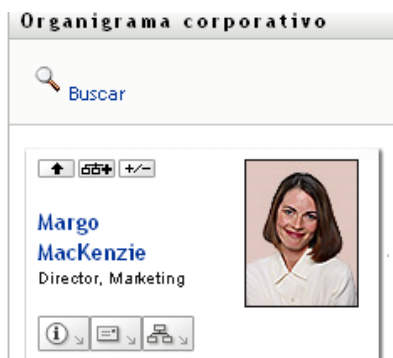 Organigrama corporativo
Buscar
+/-
Margo
MacKenzie
Director, Marketing